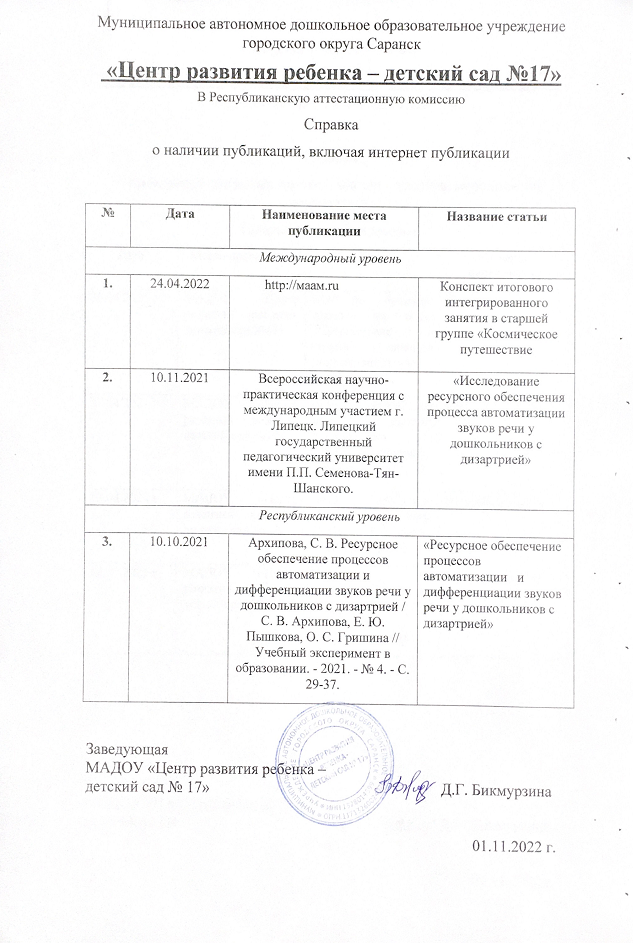 Муниципальное автономное дошкольное образовательное учреждение
городского округа Саранск
«Центр развития ребенка – детский сад №17»
В Республиканскую аттестационную комиссию
Справка
о наличии публикаций, включая интернет публикации
№ Дата Наименование места Название статьи
публикации
Международный уровень
1. 24.04.2022 http://маам.ru Конспект итогового
интегрированного
занятия в старшей
группе «Космическое
путешествие
2. 10.11.2021 Всероссийская научно- «Исследование
практическая конференция с ресурсного обеспечения
международным участием г. процесса автоматизации
Липецк. Липецкий звуков речи у
государственный дошкольников с
педагогический университет дизартрией»
имени П.П. Семенова-Тян-
Шанского.
Республиканский уровень
3. 10.10.2021 Архипова, С. В. Ресурсное «Ресурсное обеспечение
обеспечение процессов процессов
автоматизации и автоматизации и
дифференциации звуков речи у дифференциации звуков
дошкольников с дизартрией / речи у дошкольников с
С. В. Архипова, Е. Ю. дизартрией»
Пышкова, О. С. Гришина //
Учебный эксперимент в
образовании. - 2021. - № 4. - С.
29-37.
Заведующая
МАДОУ «Центр развития ребенка –
детский сад № 17» Д.Г. Бикмурзина
01.11.2022 г.